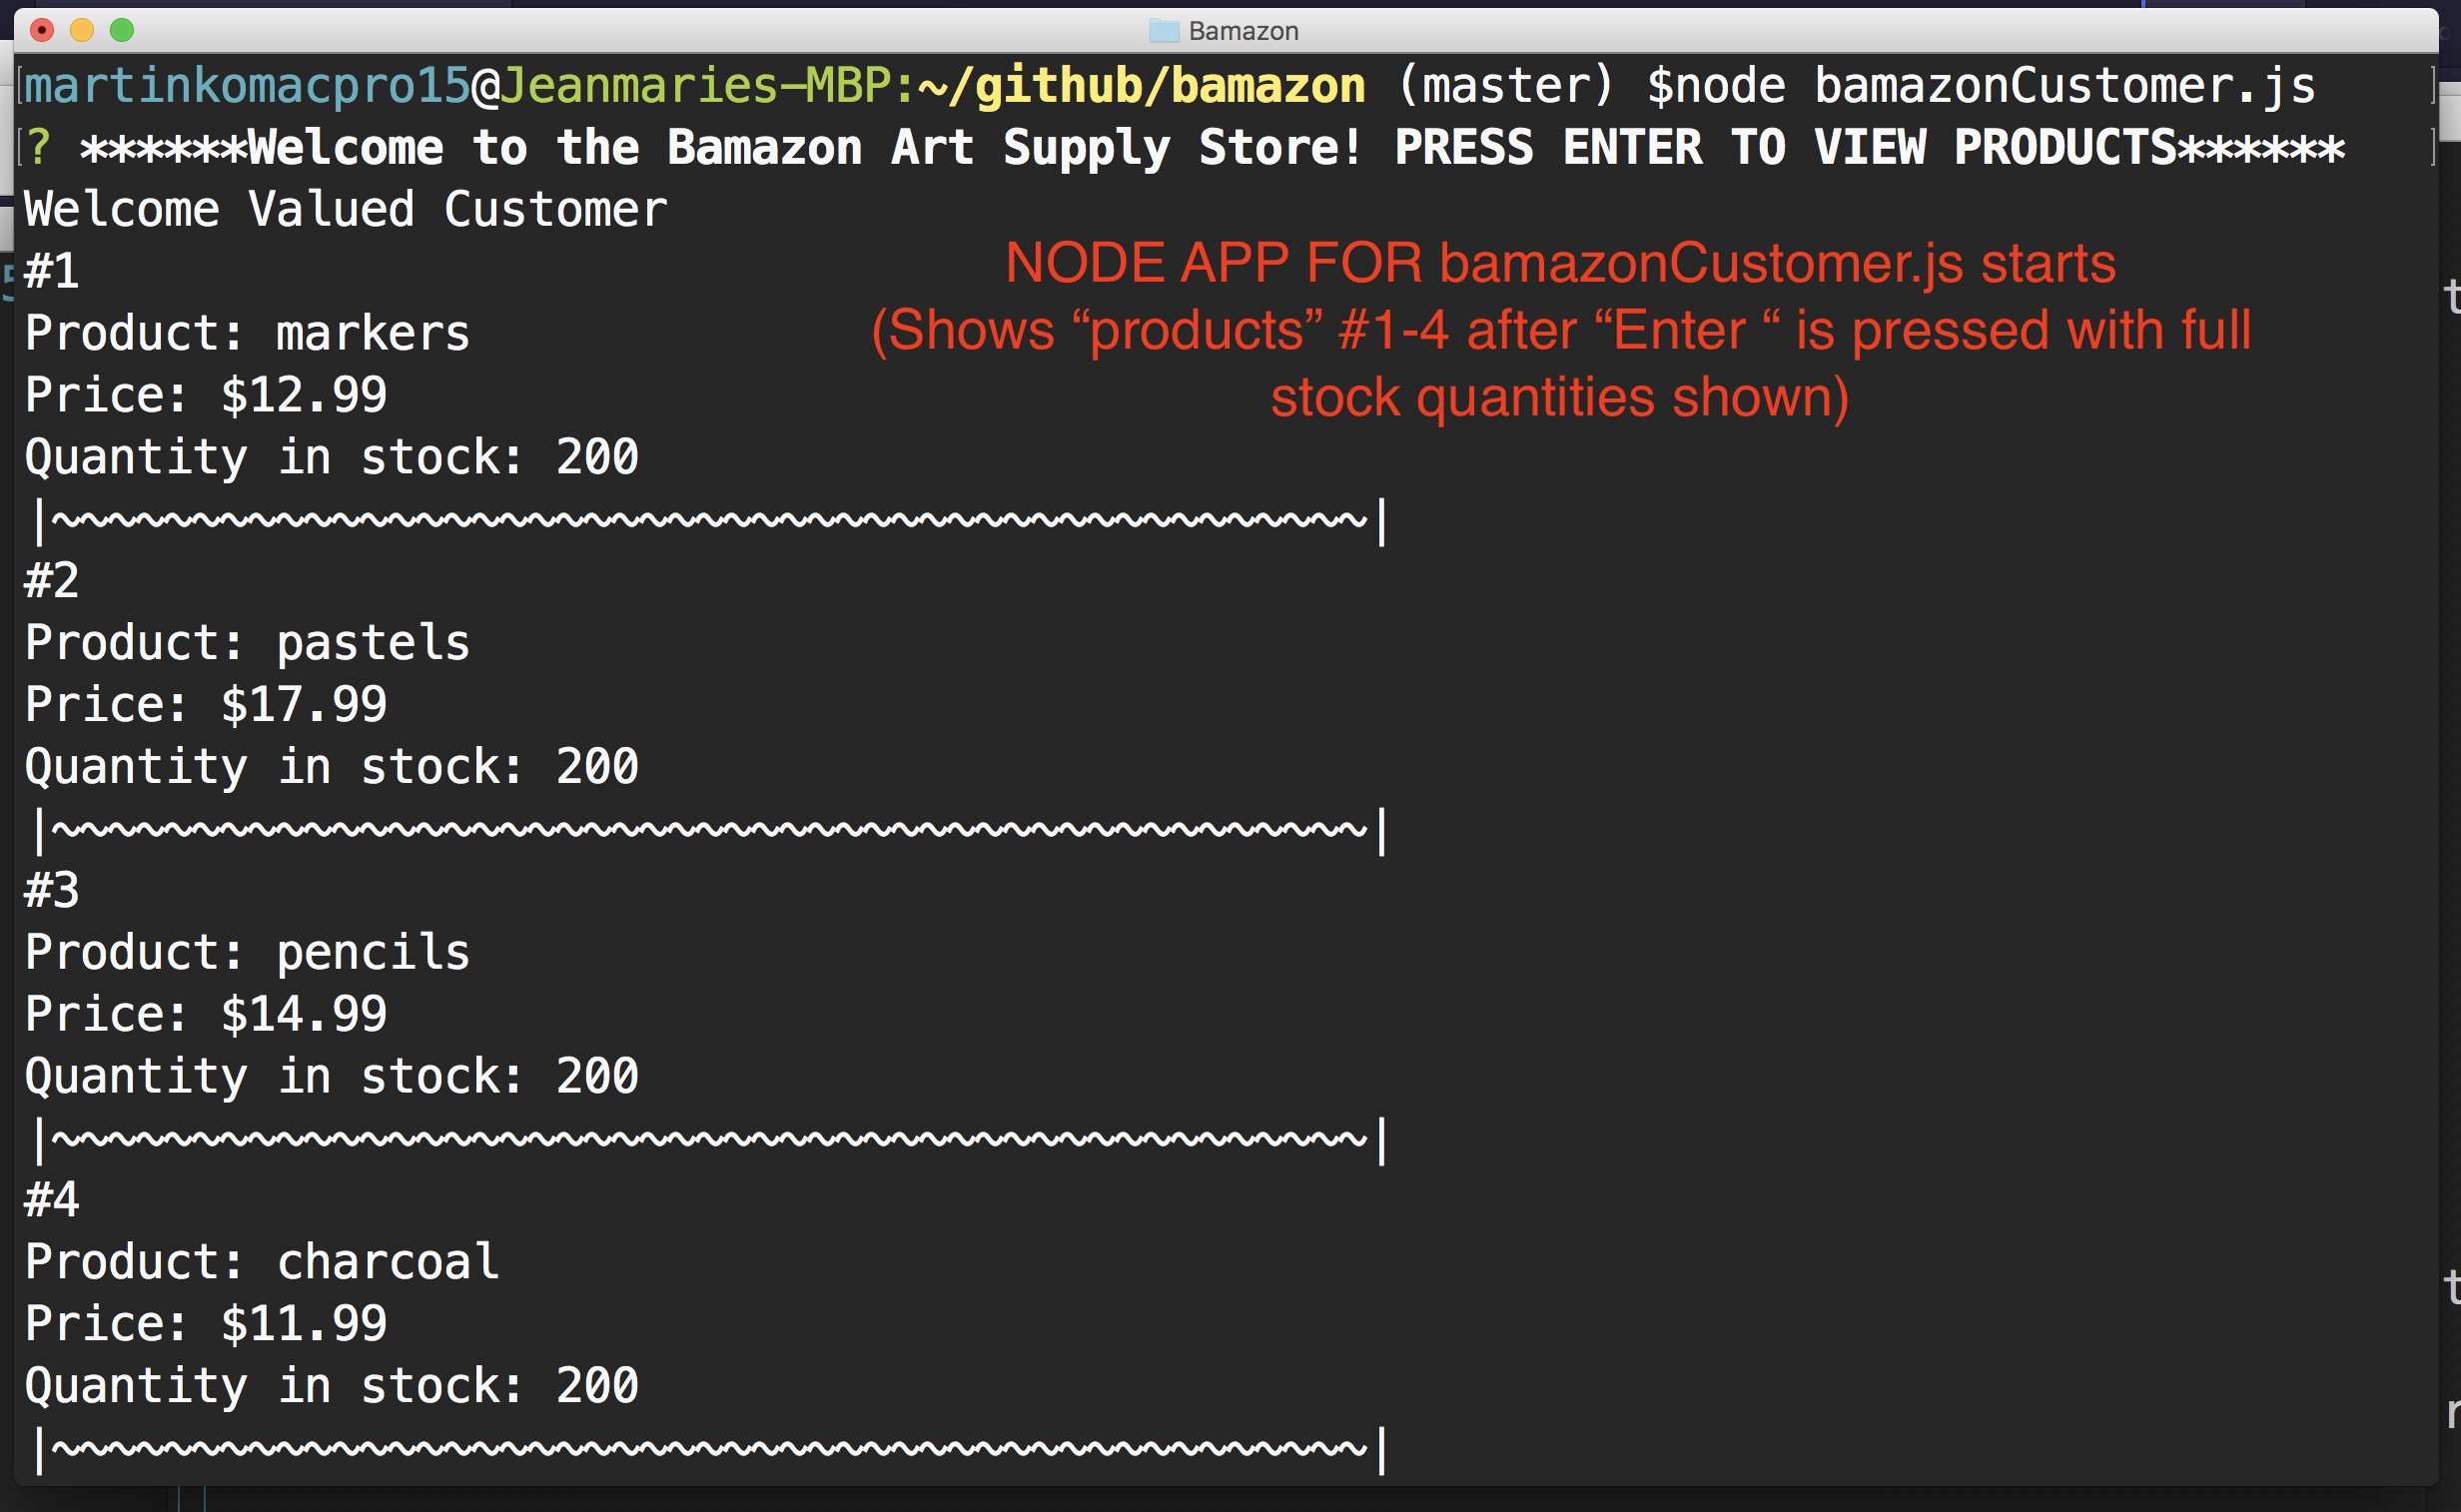 Bamazon
martinkomacpro15@Jeanmaries-MBP:~/github/bamazon (master) $node bamazonCustomer.js
? ******Welcome to the Bamazon Art Supply Store! PRESS ENTER TO VIEW PRODUCTS******
Welcome Valued Customer
NODE APP FOR bamazonCustomer.js starts
(Shows “products” #1-4 after “Enter “ is pressed with full
stock quantities shown)
#1
Product: markers
Price: $12.99
Quantity in stock: 200
|~~~~~~~~~~~~~~~~~~~~~~~~~~~~~~~~~~~~~~~~~~~~~~~|
#2
Product: pastels
Price: $17.99
Quantity in stock: 200
|~~~~~~~~~~~~~~~~~~~~~~~~~~~~~~~~~~~~~~~~~~~~~~~|
#3
Product: pencils
Price: $14.99
Quantity in stock: 200
|~~~~~~~~~~~~~~~~~~~~~~~~~~~~~~~~~~~~~~~~~~~~~~~|
#4
Product: charcoal
Price: $11.99
Quantity in stock: 200
|~~~~~~~~~~~~~~~~~~~~~~~~~~~~~~~~~~~~~~~~~~~~~~~|